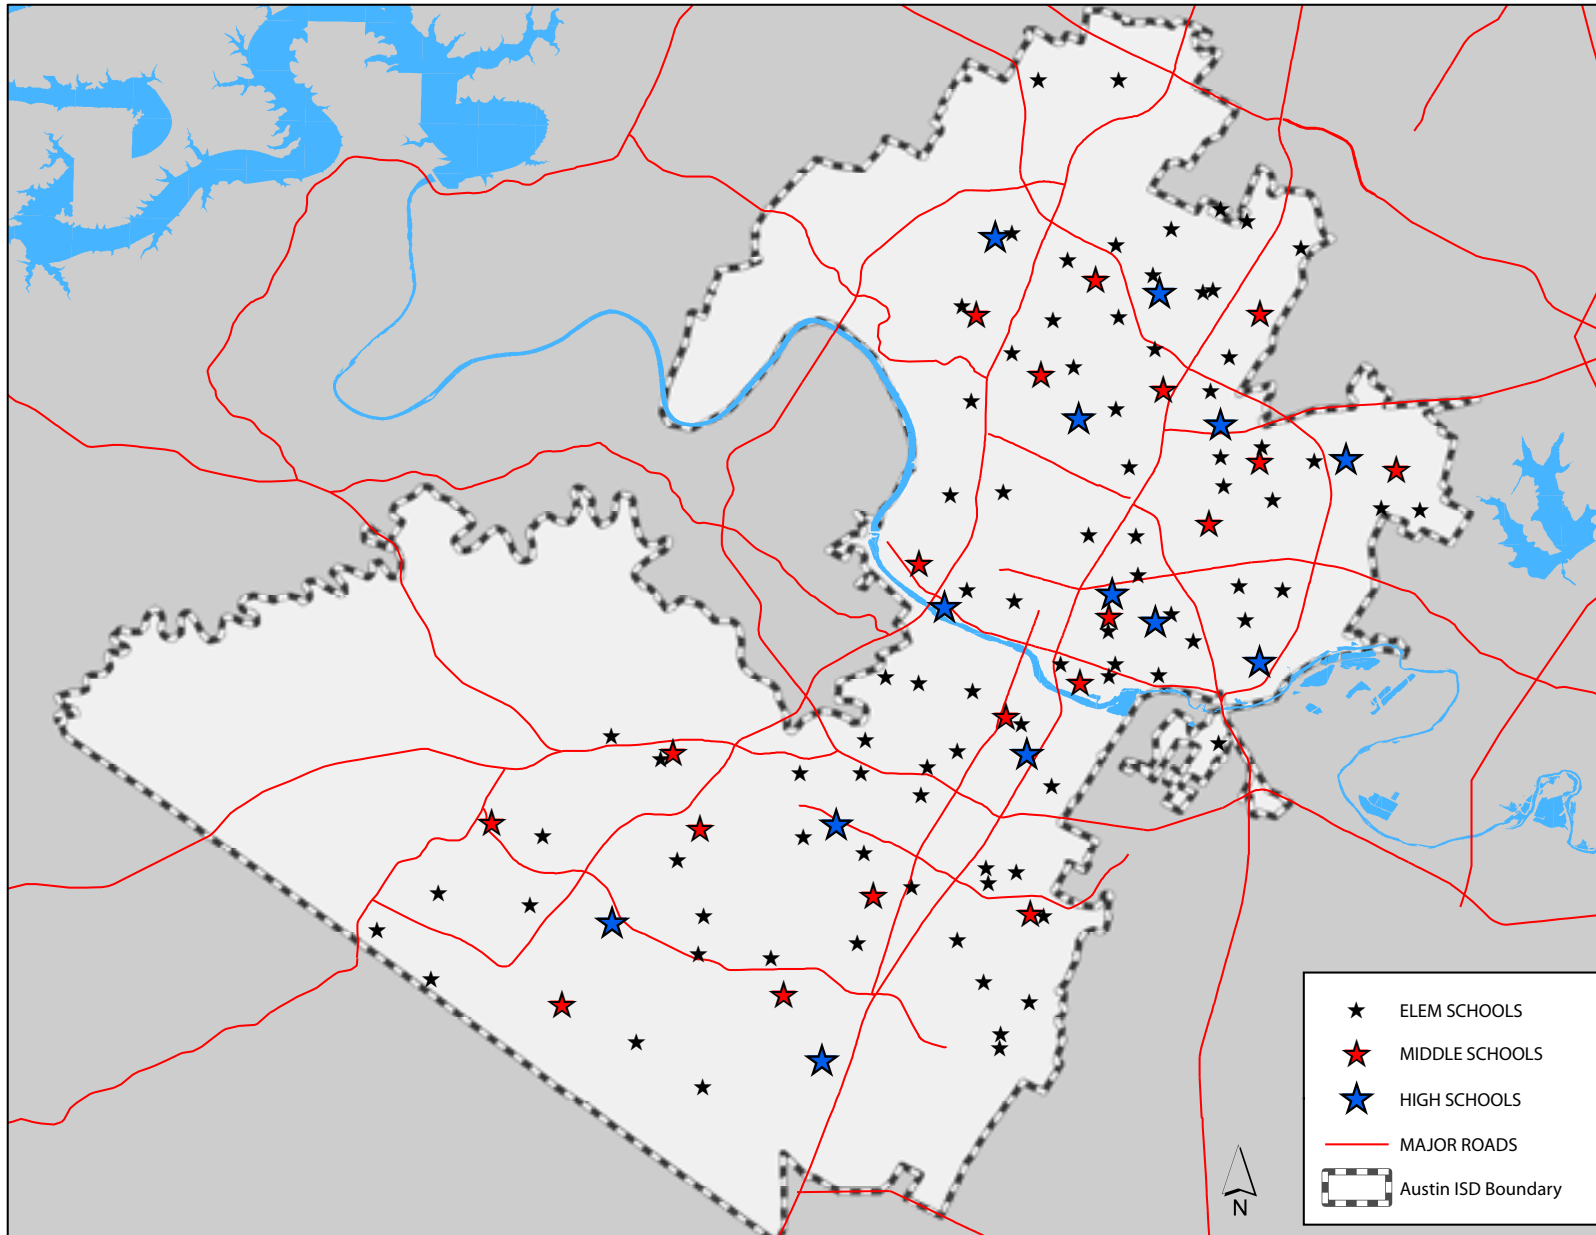 ELEM SCHOOLS
MIDDLE SCHOOLS
HIGH SCHOOLS
MAJOR ROADS
Austin ISD Boundary
N